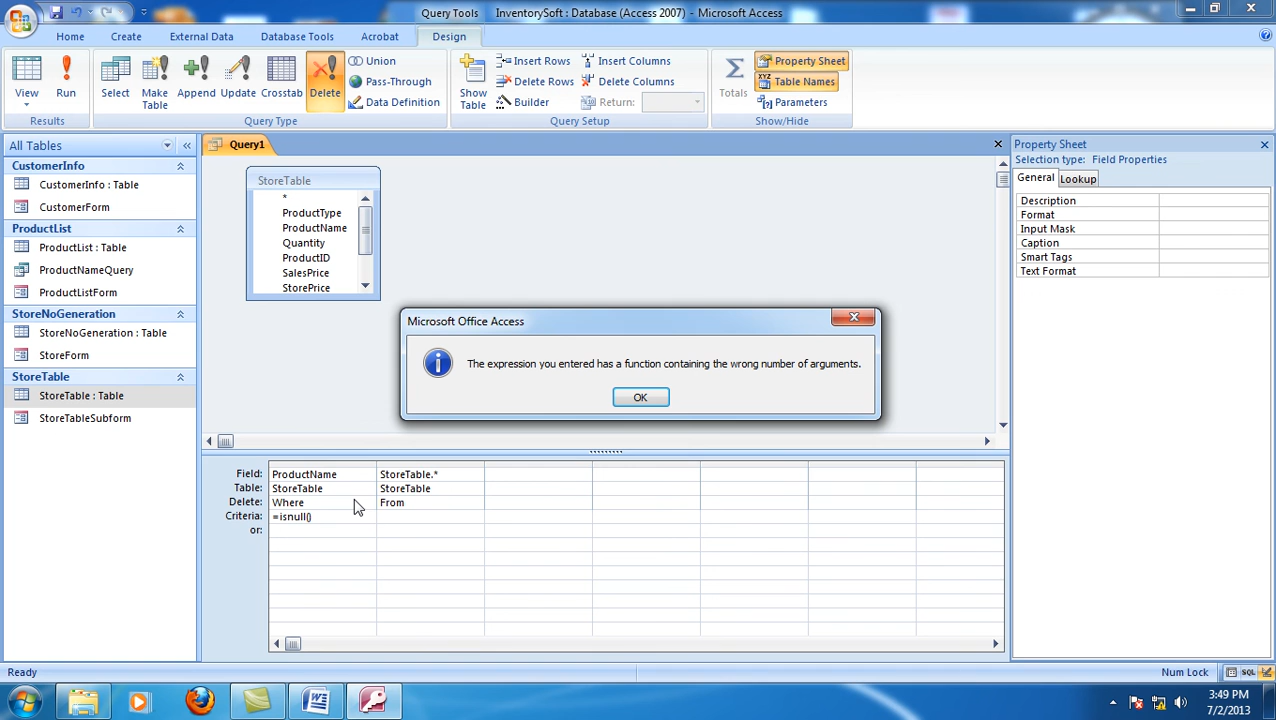 Query Tools InventorySoft : Database (Access 2007) - Microsoft Access
Home Create External Data Database Tools Acrobat Design
View
Run
Results
Select
Make Table
Append
Update
Crosstab
Delete
Union
Pass-Through
Data Definition
Query Type
Show Table
Insert Rows
Delete Rows
Builder
Insert Columns
Delete Columns
Return:
Query Setup
Totals
Property Sheet
Table Names
Parameters
Show/Hide
All Tables
CustomerInfo
CustomerInfo : Table
CustomerForm
ProductList
ProductList : Table
ProductNameQuery
ProductListForm
StoreNoGeneration
StoreNoGeneration : Table
StoreForm
StoreTable
StoreTable : Table
StoreTableSubform
Query1
StoreTable
*
ProductType
ProductName
Quantity
ProductID
SalesPrice
StorePrice
Microsoft Office Access
The expression you entered has a function containing the wrong number of arguments.
OK
Field: ProductName StoreTable.*
Table: StoreTable StoreTable
Delete: Where From
Criteria: =isnull()
or:
Property Sheet
Selection type: Field Properties
General Lookup
Description
Format
Input Mask
Caption
Smart Tags
Text Format
Ready
Num Lock
SQL
3:49 PM
7/2/2013